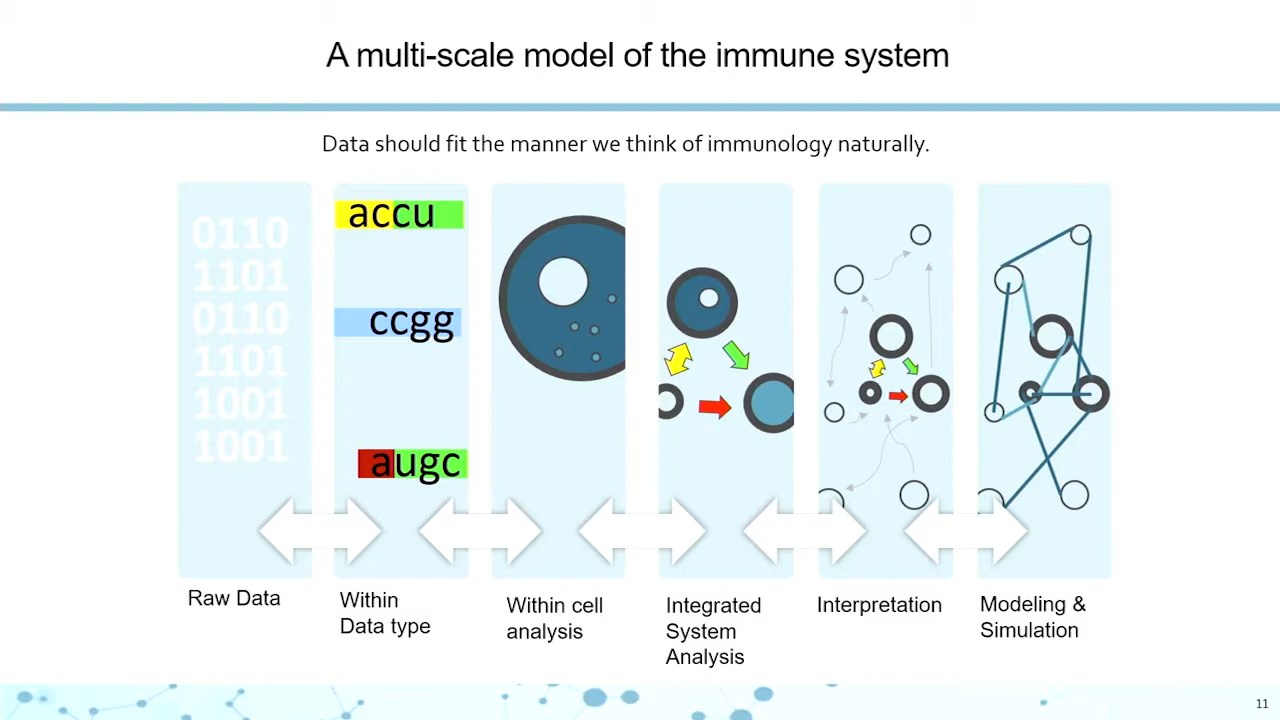 A multi-scale model of the immune system
Data should fit the manner we think of immunology naturally.
0110
1101
0110
1101
1001
1001
accu
ccgg
augc
Raw Data
Within
Data type
Within cell
analysis
Integrated
System
Analysis
Interpretation
Modeling &
Simulation
11